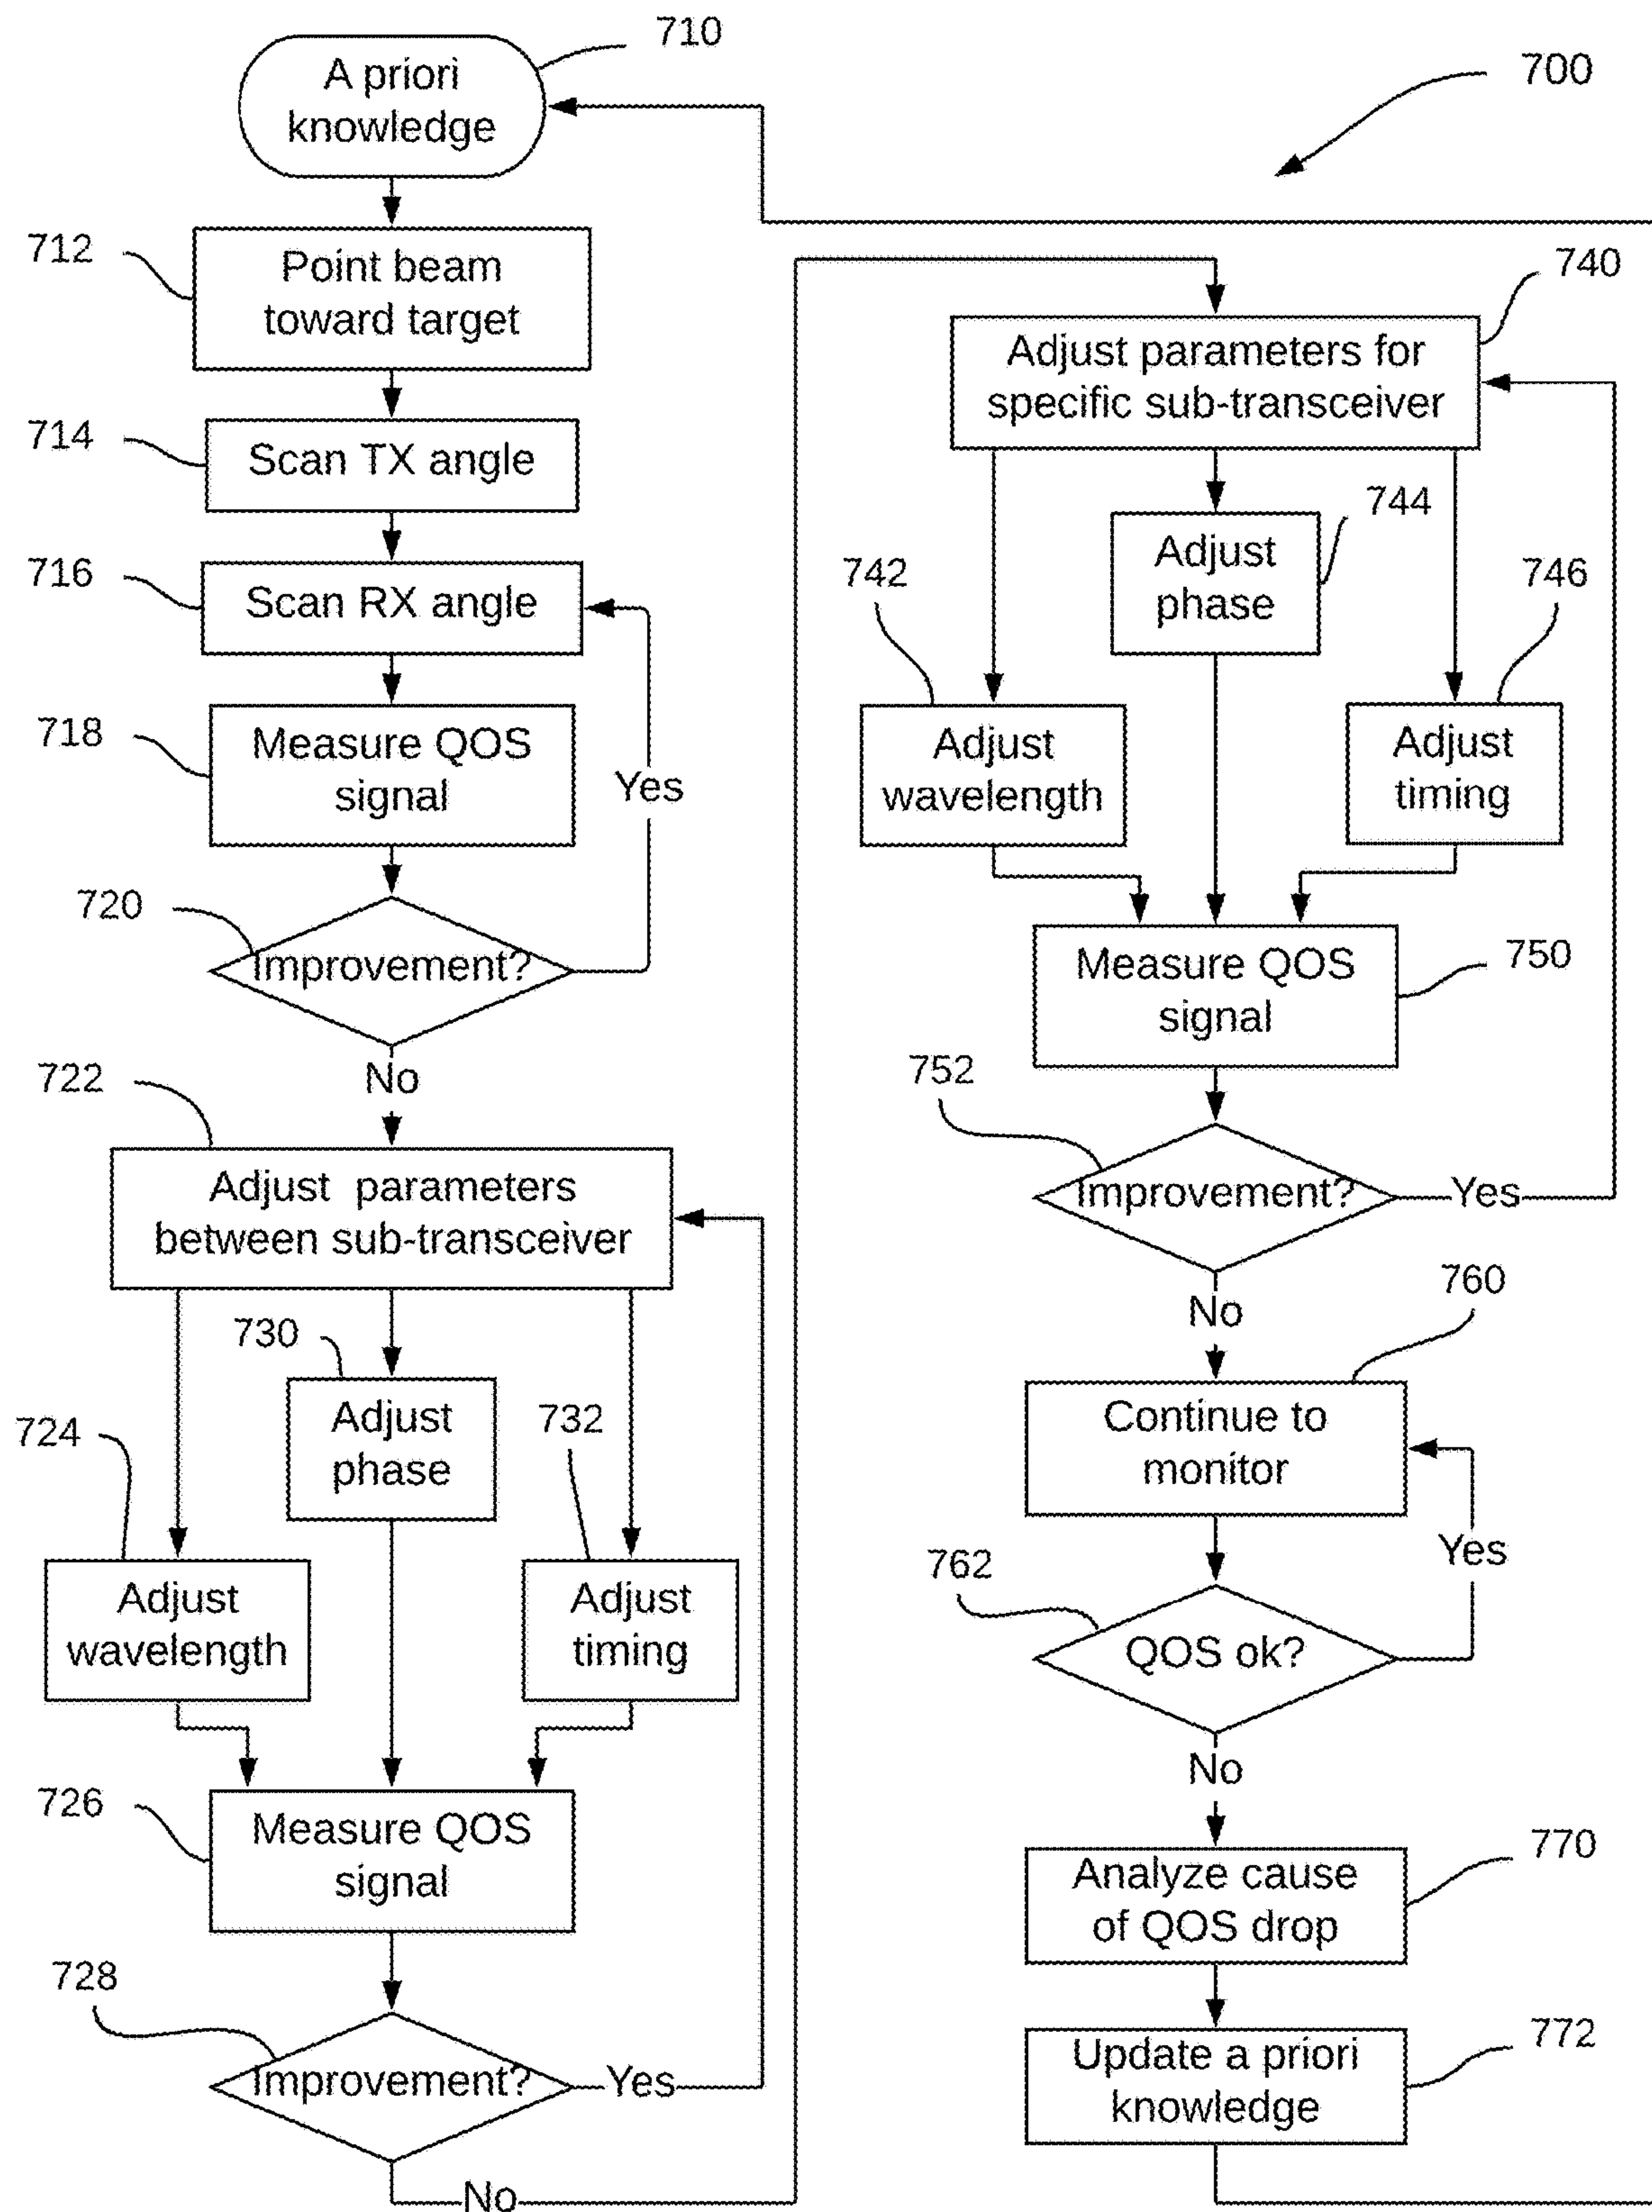 710
A priori
knowledge
700
712
Point beam
toward target
714
Scan TX angle
716
Scan RX angle
718
Measure QOS
signal
Yes
720
Improvement?
No
722
Adjust parameters
between sub-transceiver
730
Adjust
phase
724
732
Adjust
wavelength
Adjust
timing
726
Measure QOS
signal
728
Improvement?
Yes
No
740
Adjust parameters for
specific sub-transceiver
744
Adjust
phase
742
746
Adjust
wavelength
Adjust
timing
750
Measure QOS
signal
752
Improvement?
Yes
No
760
Continue to
monitor
Yes
762
QOS ok?
No
770
Analyze cause
of QOS drop
772
Update a priori
knowledge